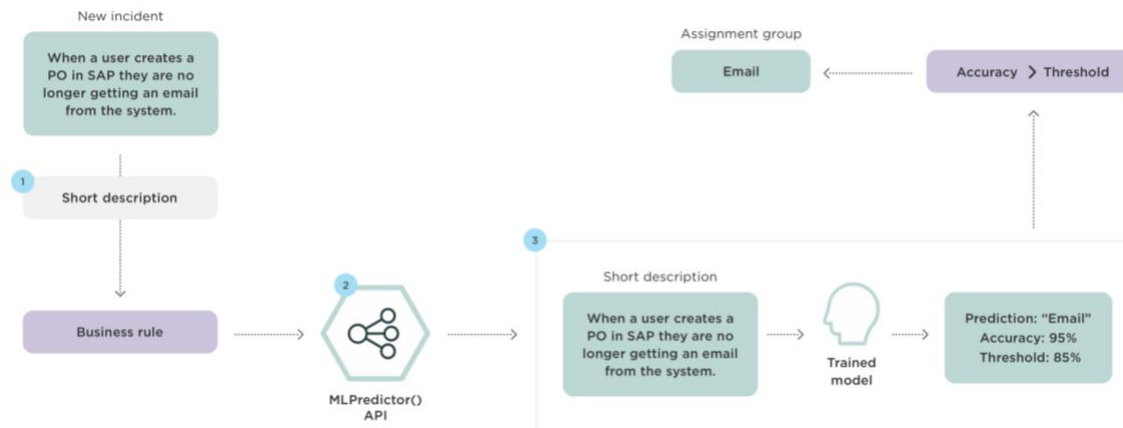 New incident
When a user creates a
PO in SAP they are no
longer getting an email
from the system.
1
Short description
Business rule
2
MLPredictor()
API
3
Short description
When a user creates a
PO in SAP they are no
longer getting an email
from the system.
Trained
model
Prediction: “Email”
Accuracy: 95%
Threshold: 85%
Accuracy > Threshold
Assignment group
Email